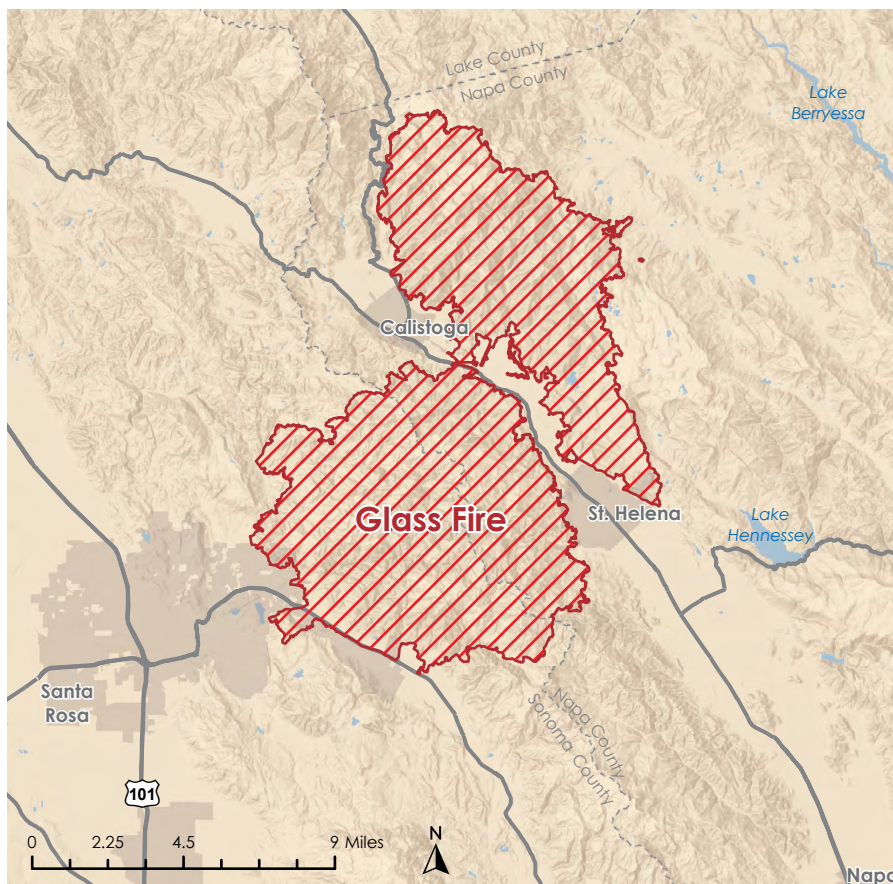 Lake County
Napa County
Lake
Berryessa
Calistoga
Glass Fire
St. Helena
Lake
Hennessey
Santa
Rosa
Napa County
Sonoma County
101
0 2.25 4.5 9 Miles
N
Napa